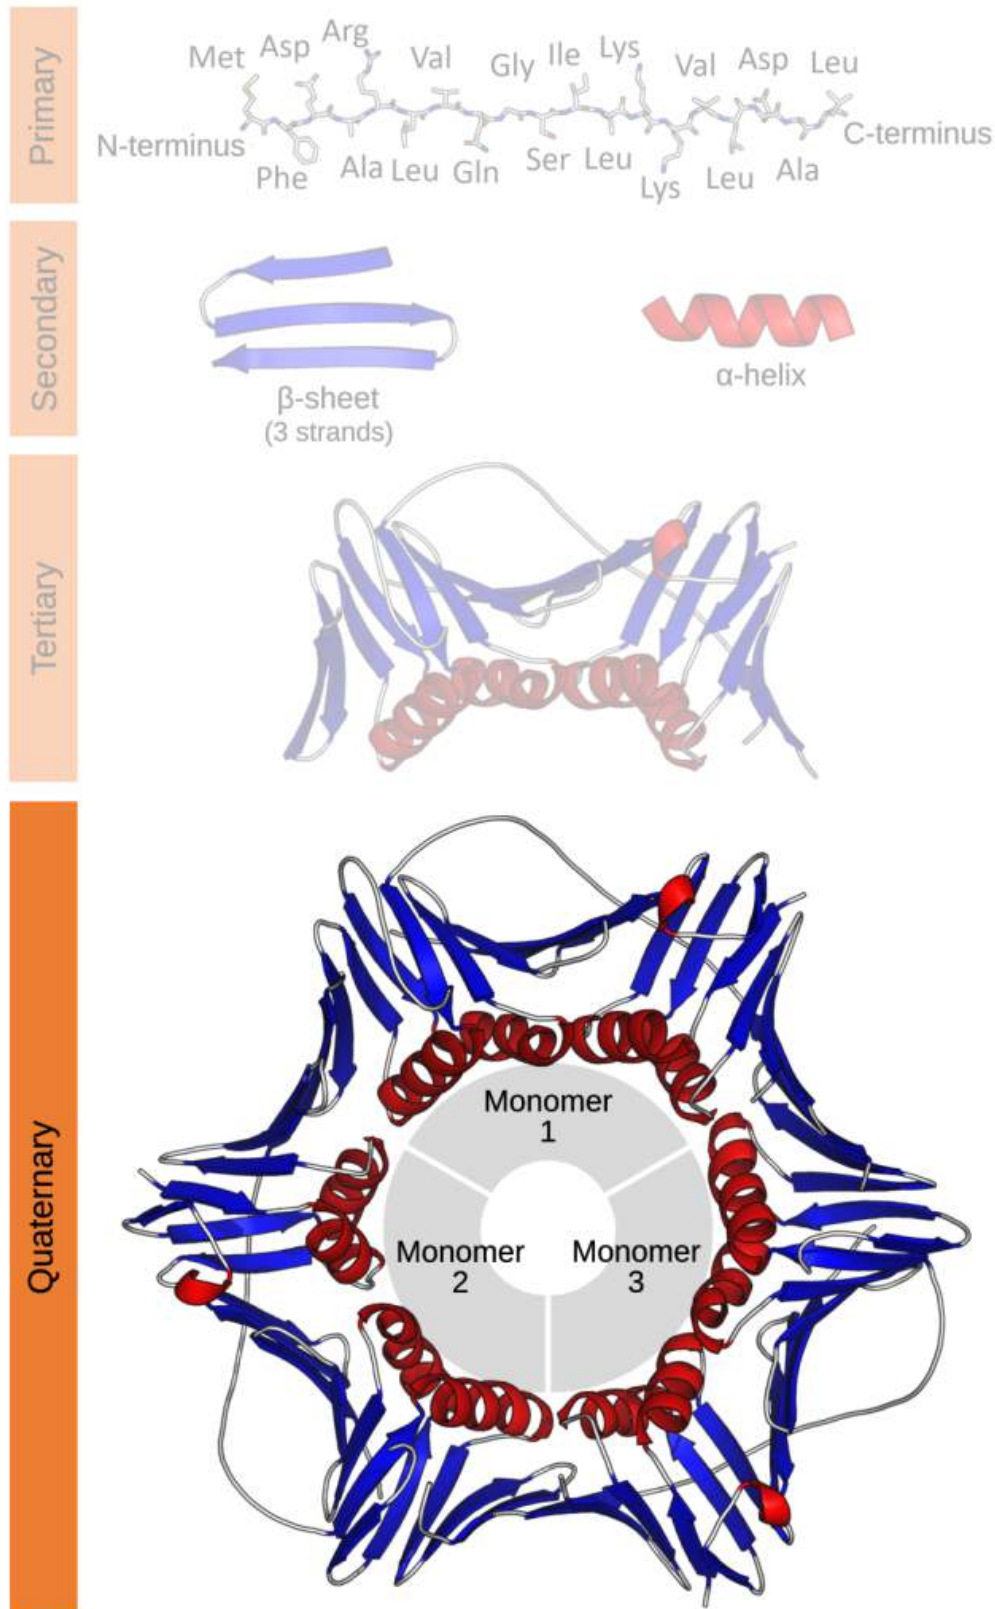 Primary
Met Asp Arg Val Gly Ile Lys Val Asp Leu
N-terminus C-terminus
Phe Ala Leu Gln Ser Leu Lys Leu Ala
Secondary
β-sheet
(3 strands)
α-helix
Tertiary
Quaternary
Monomer
1
Monomer
2
Monomer
3